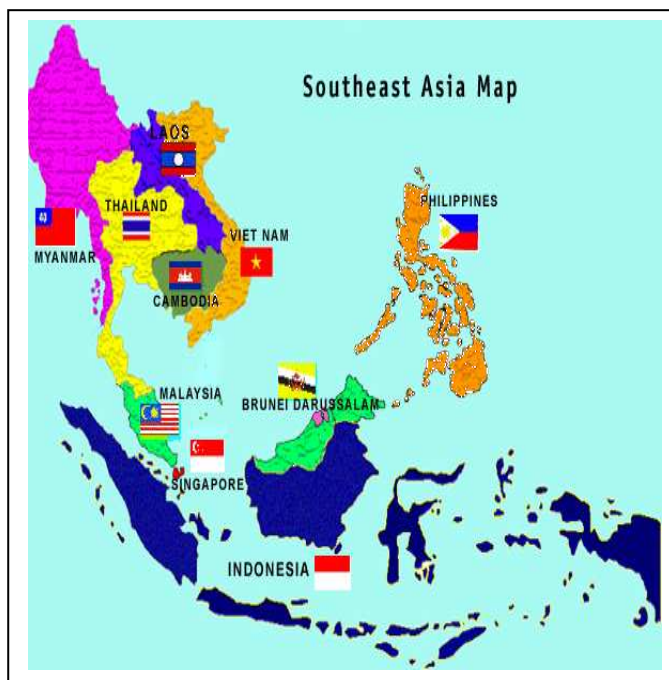 Southeast Asia Map
LAOS
THAILAND
PHILIPPINES
VIET NAM
MYANMAR
CAMBODIA
MALAYSIA
BRUNEI DARUSSALAM
SINGAPORE
INDONESIA